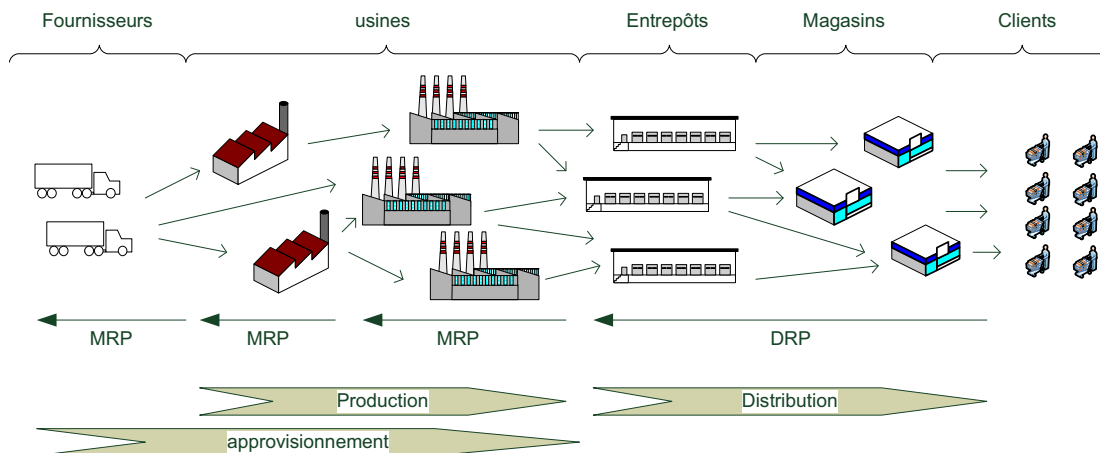 Fournisseurs usines Entrepôts Magasins Clients
MRP MRP MRP DRP
Production Distribution
approvisionnement